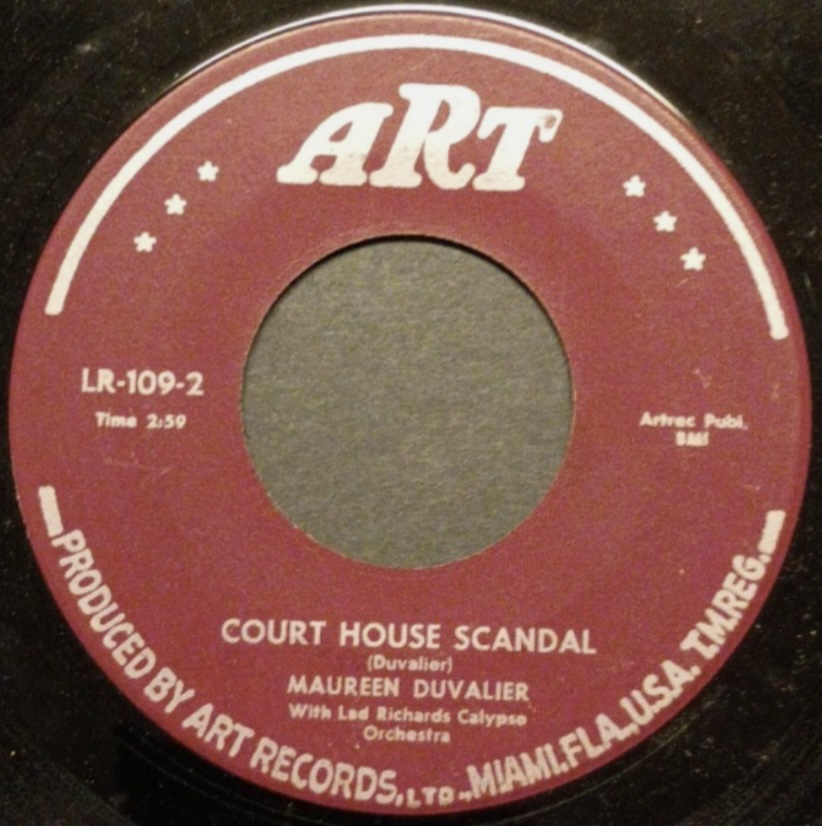 ART
LR-109-2
Time 2:59
Artrec Publ.
BMI
COURT HOUSE SCANDAL
(Duvalier)
MAUREEN DUVALIER
With Lad Richards Calypso
Orchestra
PRODUCED BY ART RECORDS, LTD., MIAMI, FLA., U.S.A. T.M. REG.